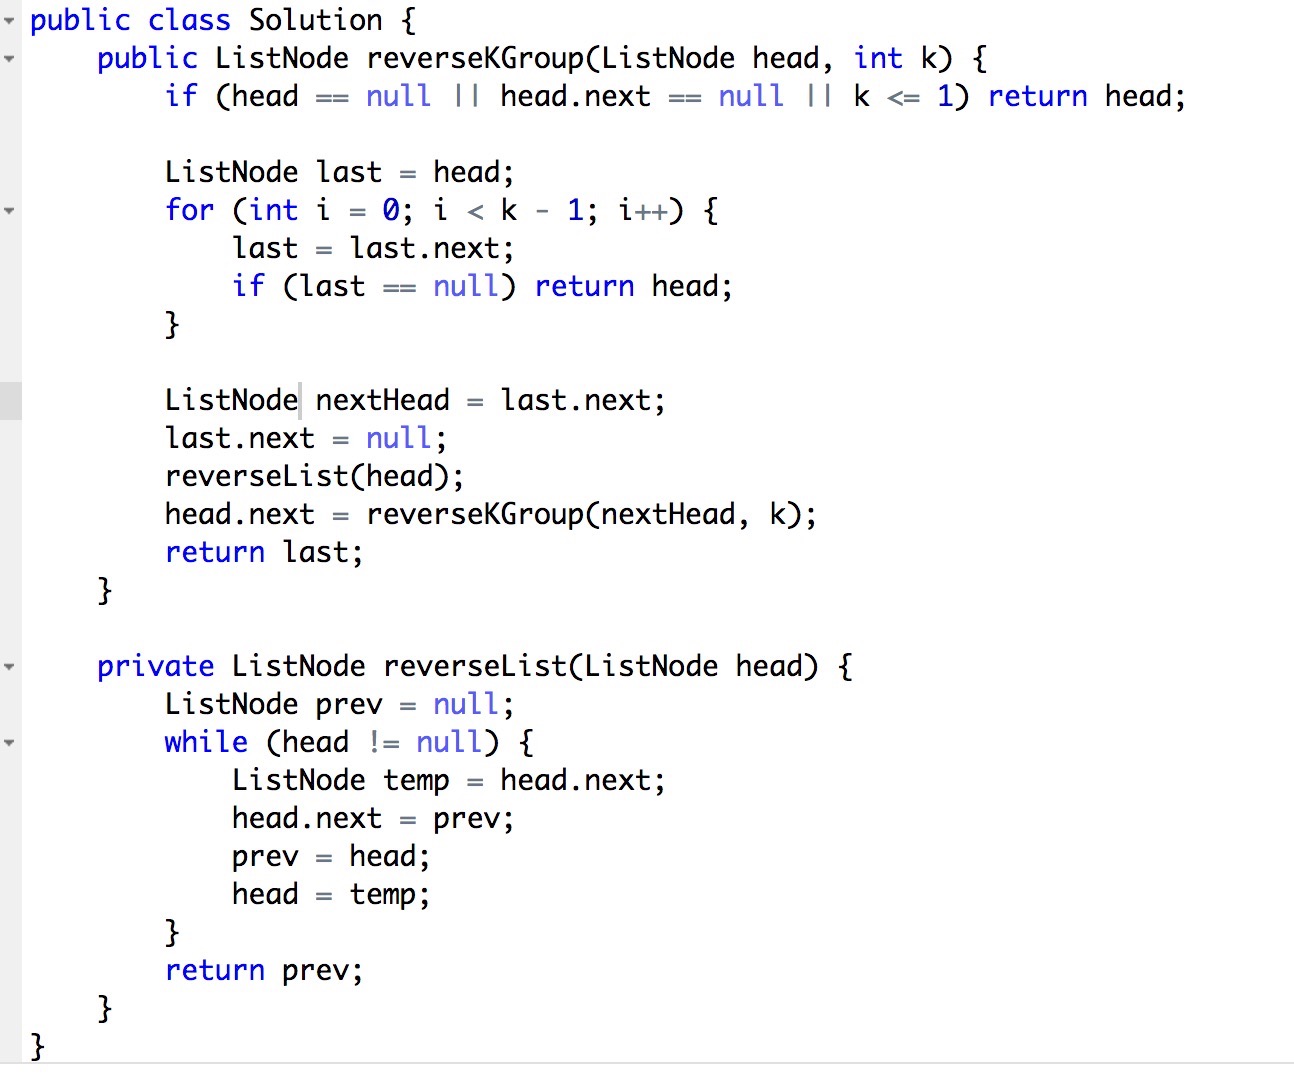 public class Solution {
    public ListNode reverseKGroup(ListNode head, int k) {
        if (head == null || head.next == null || k <= 1) return head;

        ListNode last = head;
        for (int i = 0; i < k - 1; i++) {
            last = last.next;
            if (last == null) return head;
        }

        ListNode nextHead = last.next;
        last.next = null;
        reverseList(head);
        head.next = reverseKGroup(nextHead, k);
        return last;
    }

    private ListNode reverseList(ListNode head) {
        ListNode prev = null;
        while (head != null) {
            ListNode temp = head.next;
            head.next = prev;
            prev = head;
            head = temp;
        }
        return prev;
    }
}